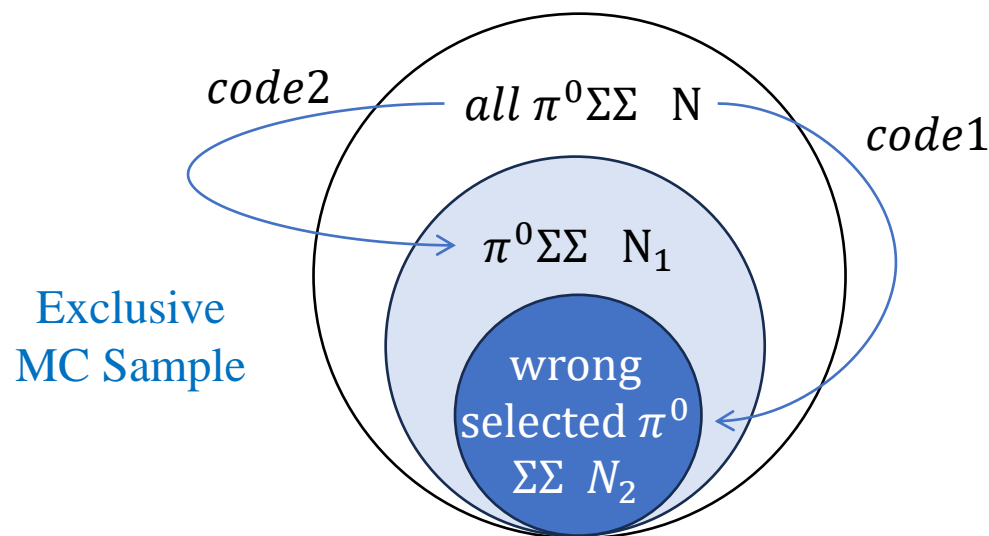 code2
all π⁰ΣΣ N
code1
π⁰ΣΣ N₁
Exclusive
MC Sample
wrong
selected π⁰
ΣΣ N₂